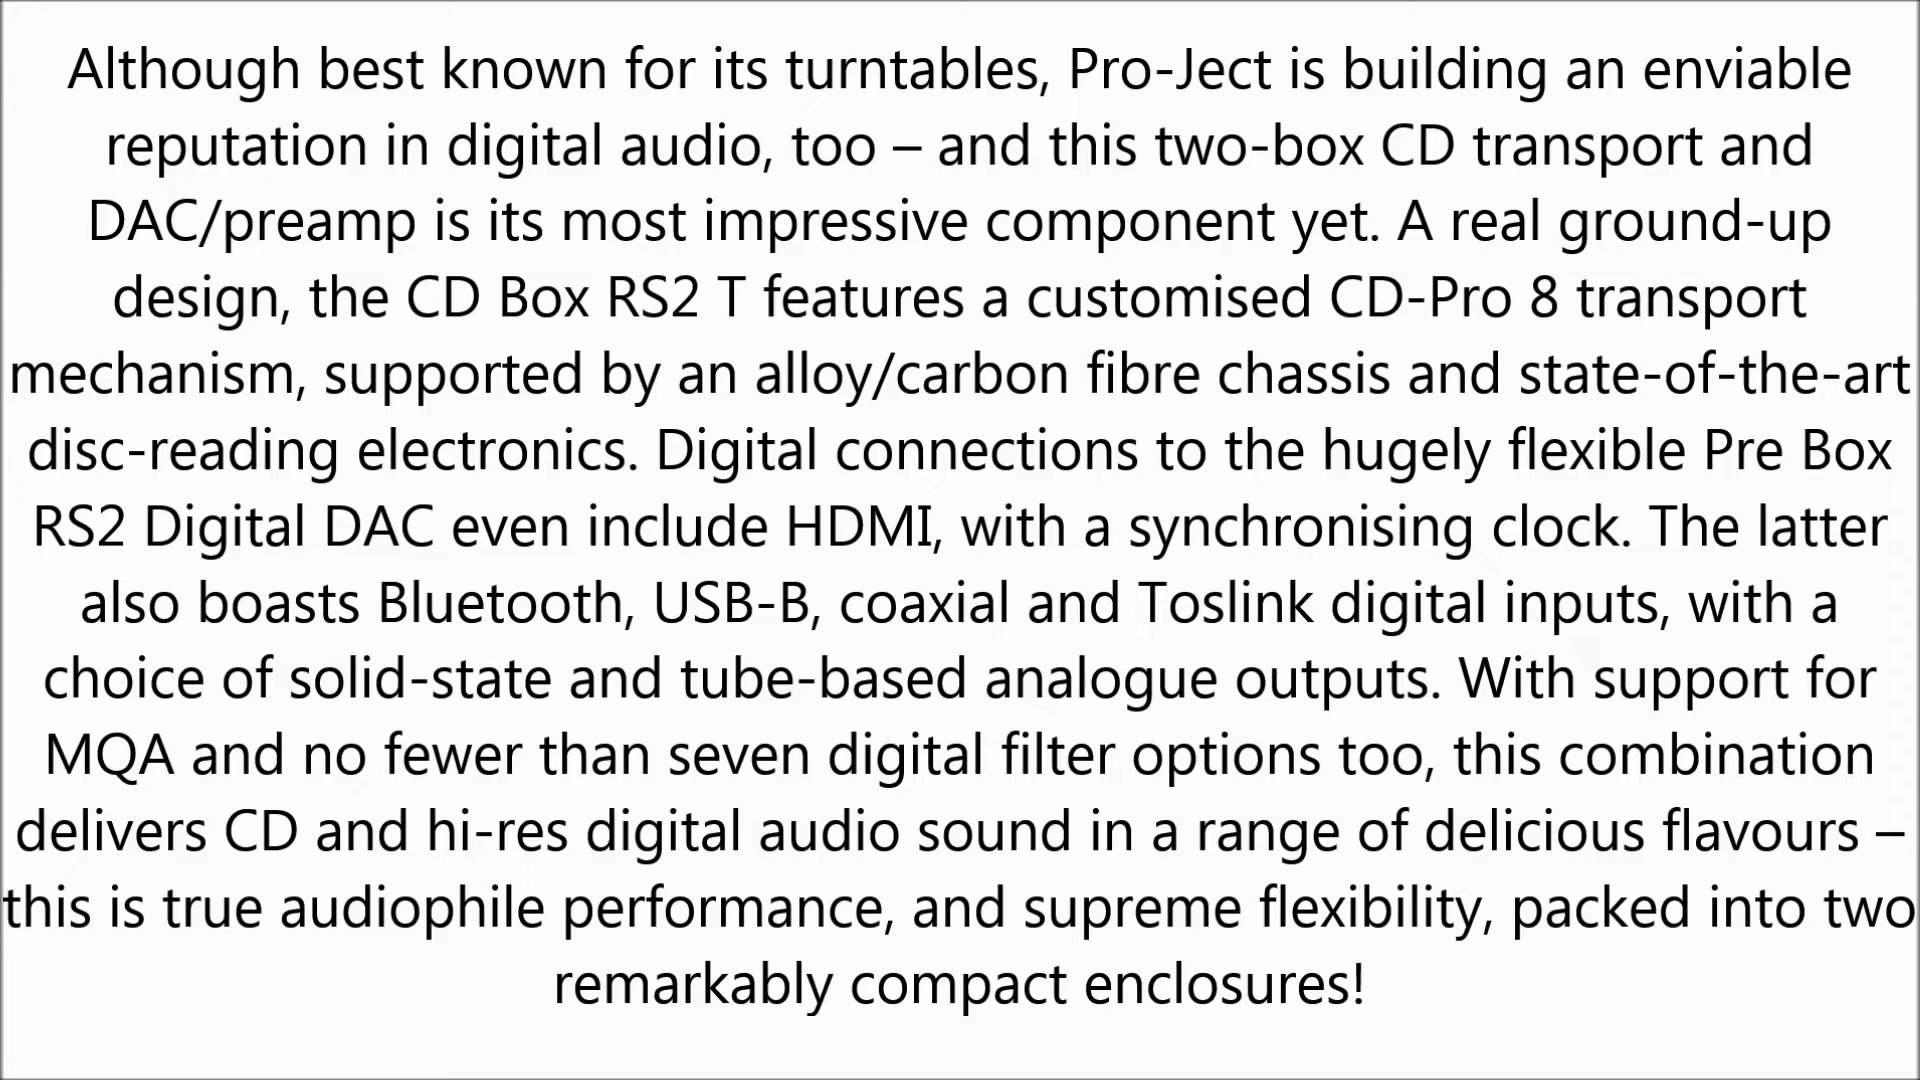 Although best known for its turntables, Pro-Ject is building an enviable
reputation in digital audio, too – and this two-box CD transport and
DAC/preamp is its most impressive component yet. A real ground-up
design, the CD Box RS2 T features a customised CD-Pro 8 transport
mechanism, supported by an alloy/carbon fibre chassis and state-of-the-art
disc-reading electronics. Digital connections to the hugely flexible Pre Box
RS2 Digital DAC even include HDMI, with a synchronising clock. The latter
also boasts Bluetooth, USB-B, coaxial and Toslink digital inputs, with a
choice of solid-state and tube-based analogue outputs. With support for
MQA and no fewer than seven digital filter options too, this combination
delivers CD and hi-res digital audio sound in a range of delicious flavours –
this is true audiophile performance, and supreme flexibility, packed into two
remarkably compact enclosures!